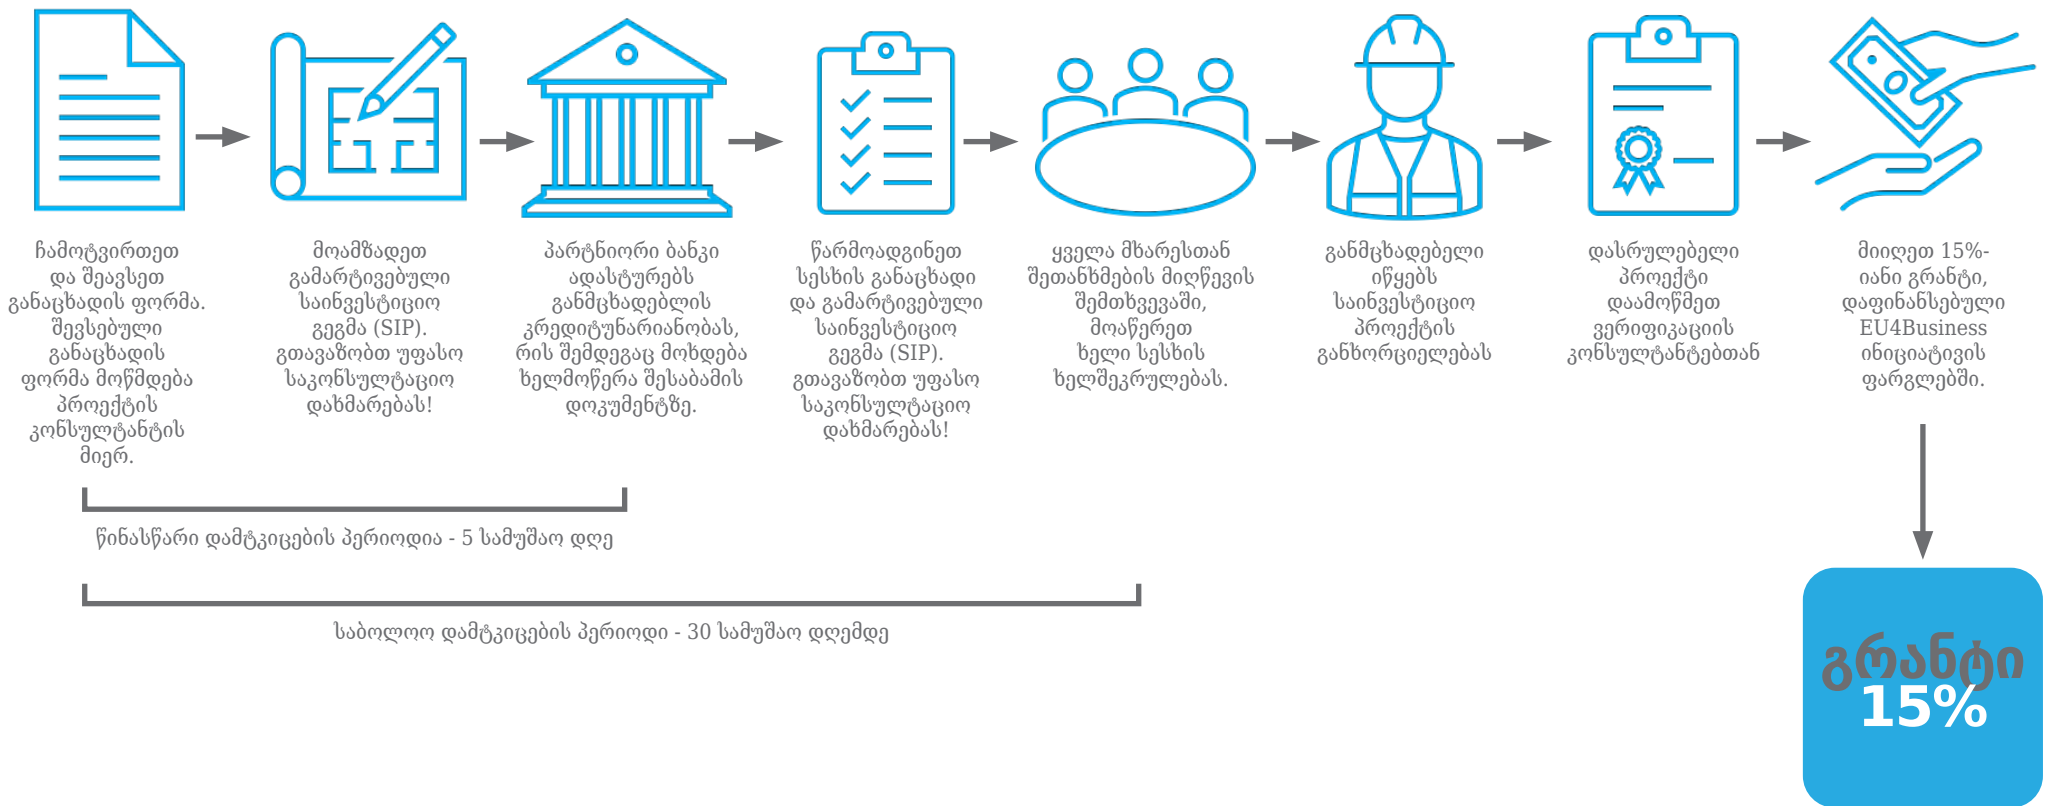 ჩამოტვირთეთ
და შეავსეთ
განაცხადის ფორმა.
შევსებული
განაცხადის
ფორმა მოწმდება
პროექტის
კონსულტანტის
მიერ.
მოამზადეთ
გამარტივებული
საინვესტიციო
გეგმა (SIP).
გთავაზობთ უფასო
საკონსულტაციო
დახმარებას!
პარტნიორი ბანკი
ადასტურებს
განმცხადებლის
კრედიტუნარიანობას,
რის შემდეგაც მოხდება
ხელმოწერა შესაბამის
დოკუმენტზე.
წარმოადგინეთ
სესხის განაცხადი
და გამარტივებული
საინვესტიციო
გეგმა (SIP).
გთავაზობთ უფასო
საკონსულტაციო
დახმარებას!
ყველა მხარესთან
შეთანხმების მიღწევის
შემთხვევაში,
მოაწერეთ
ხელი სესხის
ხელშეკრულებას.
განმცხადებელი
იწყებს
საინვესტიციო
პროექტის
განხორციელებას
დასრულებელი
პროექტი
დაამოწმეთ
ვერიფიკაციის
კონსულტანტებთან
მიიღეთ 15%-
იანი გრანტი,
დაფინანსებული
EU4Business
ინიციატივის
ფარგლებში.
წინასწარი დამტკიცების პერიოდია - 5 სამუშაო დღე
საბოლოო დამტკიცების პერიოდი - 30 სამუშაო დღემდე
გრანტი
15%